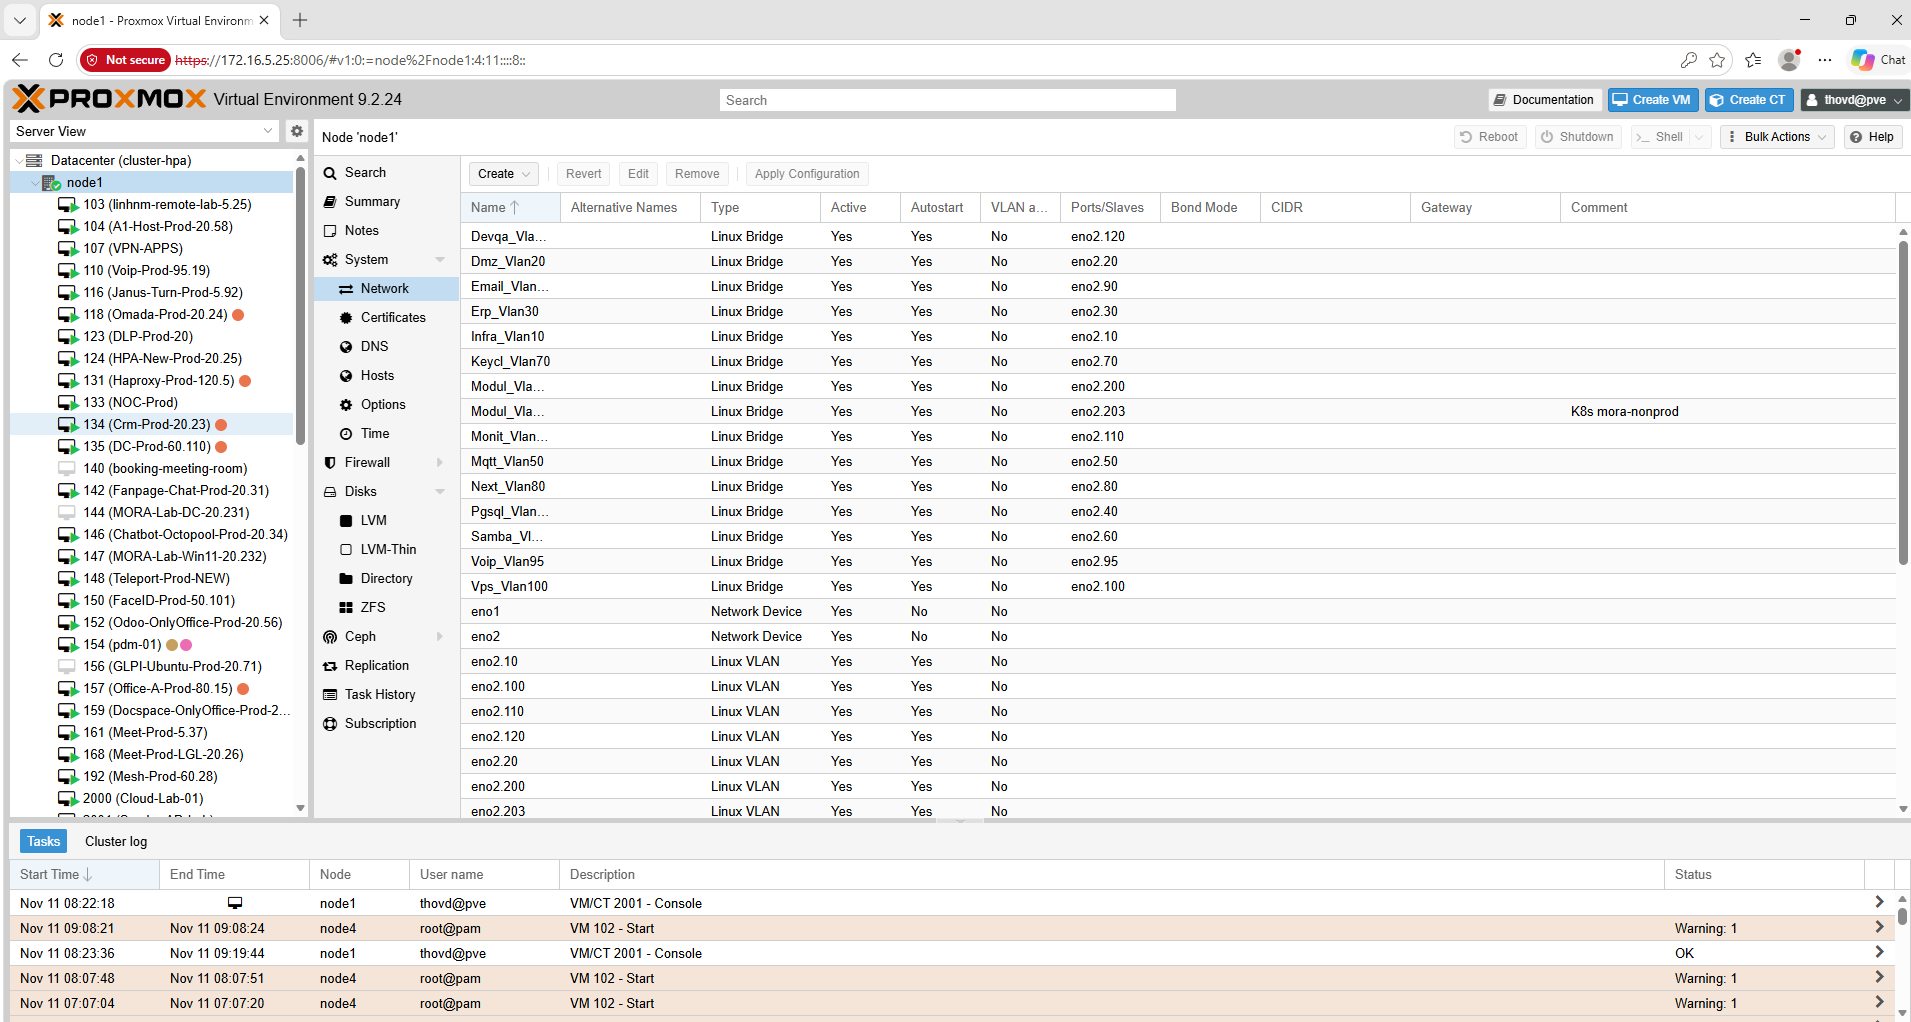 node1 - Proxmox Virtual Environm
Not secure https://172.16.5.25:8006/#v1:0:=node%2Fnode1:4:11::::8:: Chat
PROXMOX Virtual Environment 9.2.24 Search Documentation Create VM Create CT thovd@pve
Server View
Node 'node1' Reboot Shutdown Shell Bulk Actions Help
Datacenter (cluster-hpa)
node1
103 (linhnm-remote-lab-5.25)
104 (A1-Host-Prod-20.58)
107 (VPN-APPS)
110 (Voip-Prod-95.19)
116 (Janus-Turn-Prod-5.92)
118 (Omada-Prod-20.24)
123 (DLP-Prod-20)
124 (HPA-New-Prod-20.25)
131 (Haproxy-Prod-120.5)
133 (NOC-Prod)
134 (Crm-Prod-20.23)
135 (DC-Prod-60.110)
140 (booking-meeting-room)
142 (Fanpage-Chat-Prod-20.31)
144 (MORA-Lab-DC-20.231)
146 (Chatbot-Octopool-Prod-20.34)
147 (MORA-Lab-Win11-20.232)
148 (Teleport-Prod-NEW)
150 (FaceID-Prod-50.101)
152 (Odoo-OnlyOffice-Prod-20.56)
154 (pdm-01)
156 (GLPI-Ubuntu-Prod-20.71)
157 (Office-A-Prod-80.15)
159 (Docspace-OnlyOffice-Prod-2...
161 (Meet-Prod-5.37)
168 (Meet-Prod-LGL-20.26)
192 (Mesh-Prod-60.28)
2000 (Cloud-Lab-01)
Search
Summary
Notes
System
Network
Certificates
DNS
Hosts
Options
Time
Firewall
Disks
LVM
LVM-Thin
Directory
ZFS
Ceph
Replication
Task History
Subscription
Create Revert Edit Remove Apply Configuration
Name Alternative Names Type Active Autostart VLAN a... Ports/Slaves Bond Mode CIDR Gateway Comment
Devqa_Vla... Linux Bridge Yes Yes No eno2.120
Dmz_Vlan20 Linux Bridge Yes Yes No eno2.20
Email_Vlan... Linux Bridge Yes Yes No eno2.90
Erp_Vlan30 Linux Bridge Yes Yes No eno2.30
Infra_Vlan10 Linux Bridge Yes Yes No eno2.10
Keycl_Vlan70 Linux Bridge Yes Yes No eno2.70
Modul_Vla... Linux Bridge Yes Yes No eno2.200
Modul_Vla... Linux Bridge Yes Yes No eno2.203 K8s mora-nonprod
Monit_Vlan... Linux Bridge Yes Yes No eno2.110
Mqtt_Vlan50 Linux Bridge Yes Yes No eno2.50
Next_Vlan80 Linux Bridge Yes Yes No eno2.80
Pgsql_Vlan... Linux Bridge Yes Yes No eno2.40
Samba_Vl... Linux Bridge Yes Yes No eno2.60
Voip_Vlan95 Linux Bridge Yes Yes No eno2.95
Vps_Vlan100 Linux Bridge Yes Yes No eno2.100
eno1 Network Device Yes No No
eno2 Network Device Yes No No
eno2.10 Linux VLAN Yes Yes No
eno2.100 Linux VLAN Yes Yes No
eno2.110 Linux VLAN Yes Yes No
eno2.120 Linux VLAN Yes Yes No
eno2.20 Linux VLAN Yes Yes No
eno2.200 Linux VLAN Yes Yes No
eno2.203 Linux VLAN Yes Yes No
Tasks Cluster log
Start Time End Time Node User name Description Status
Nov 11 08:22:18 node1 thovd@pve VM/CT 2001 - Console
Nov 11 09:08:21 Nov 11 09:08:24 node4 root@pam VM 102 - Start Warning: 1
Nov 11 08:23:36 Nov 11 09:19:44 node1 thovd@pve VM/CT 2001 - Console OK
Nov 11 08:07:48 Nov 11 08:07:51 node4 root@pam VM 102 - Start Warning: 1
Nov 11 07:07:04 Nov 11 07:07:20 node4 root@pam VM 102 - Start Warning: 1